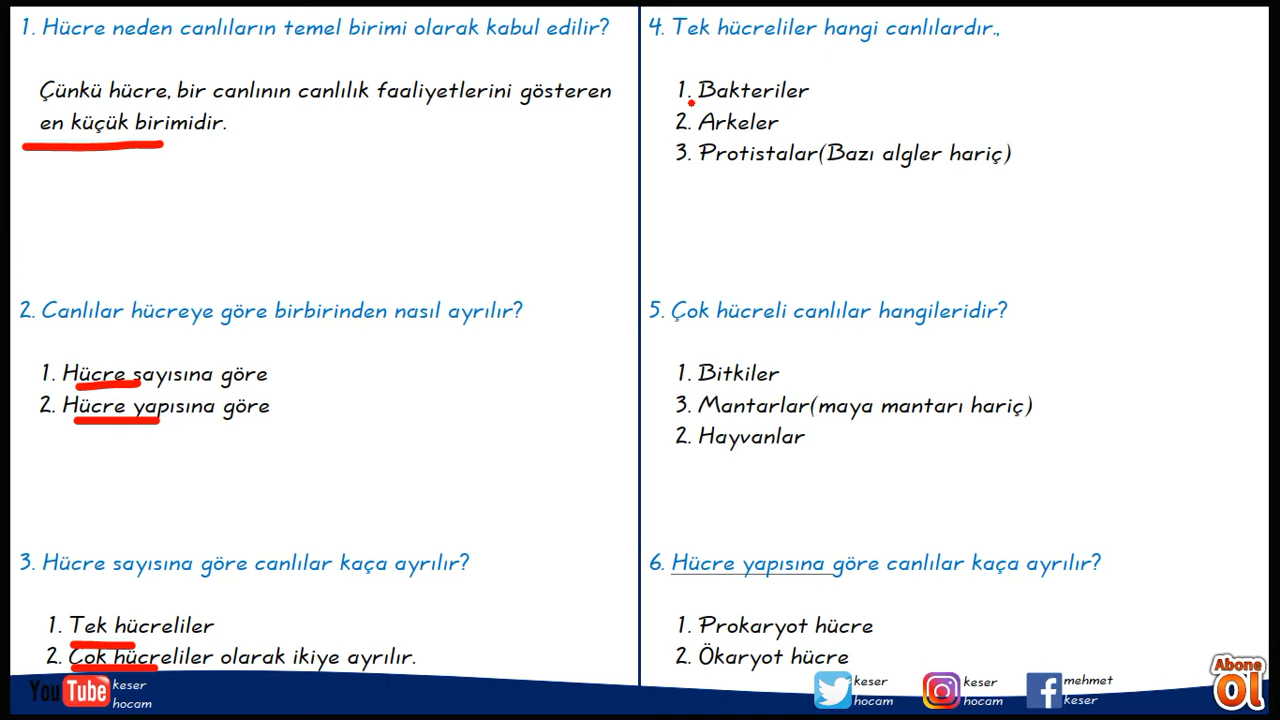 1. Hücre neden canlıların temel birimi olarak kabul edilir?
Çünkü hücre, bir canlının canlılık faaliyetlerini gösteren
en küçük birimidir.
2. Canlılar hücreye göre birbirinden nasıl ayrılır?
1. Hücre sayısına göre
2. Hücre yapısına göre
3. Hücre sayısına göre canlılar kaça ayrılır?
1. Tek hücreliler
2. Çok hücreliler olarak ikiye ayrılır.
4. Tek hücreliler hangi canlılardır.,
1. Bakteriler
2. Arkeler
3. Protistalar(Bazı algler hariç)
5. Çok hücreli canlılar hangileridir?
1. Bitkiler
3. Mantarlar(maya mantarı hariç)
2. Hayvanlar
6. Hücre yapısına göre canlılar kaça ayrılır?
1. Prokaryot hücre
2. Ökaryot hücre
YouTube keser
hocam
keser
hocam
keser
hocam
mehmet
keser
Abone
OL